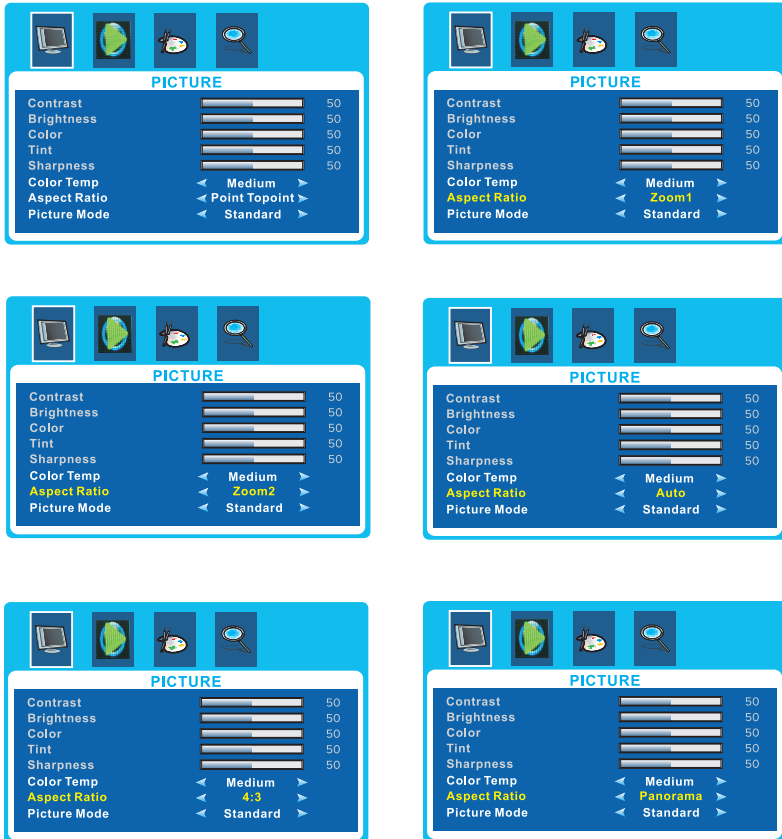 PICTURE
Contrast 50
Brightness 50
Color 50
Tint 50
Sharpness 50
Color Temp Medium
Aspect Ratio Point Topoint
Picture Mode Standard
PICTURE
Contrast 50
Brightness 50
Color 50
Tint 50
Sharpness 50
Color Temp Medium
Aspect Ratio Zoom1
Picture Mode Standard
PICTURE
Contrast 50
Brightness 50
Color 50
Tint 50
Sharpness 50
Color Temp Medium
Aspect Ratio Zoom2
Picture Mode Standard
PICTURE
Contrast 50
Brightness 50
Color 50
Tint 50
Sharpness 50
Color Temp Medium
Aspect Ratio Auto
Picture Mode Standard
PICTURE
Contrast 50
Brightness 50
Color 50
Tint 50
Sharpness 50
Color Temp Medium
Aspect Ratio 4:3
Picture Mode Standard
PICTURE
Contrast 50
Brightness 50
Color 50
Tint 50
Sharpness 50
Color Temp Medium
Aspect Ratio Panorama
Picture Mode Standard